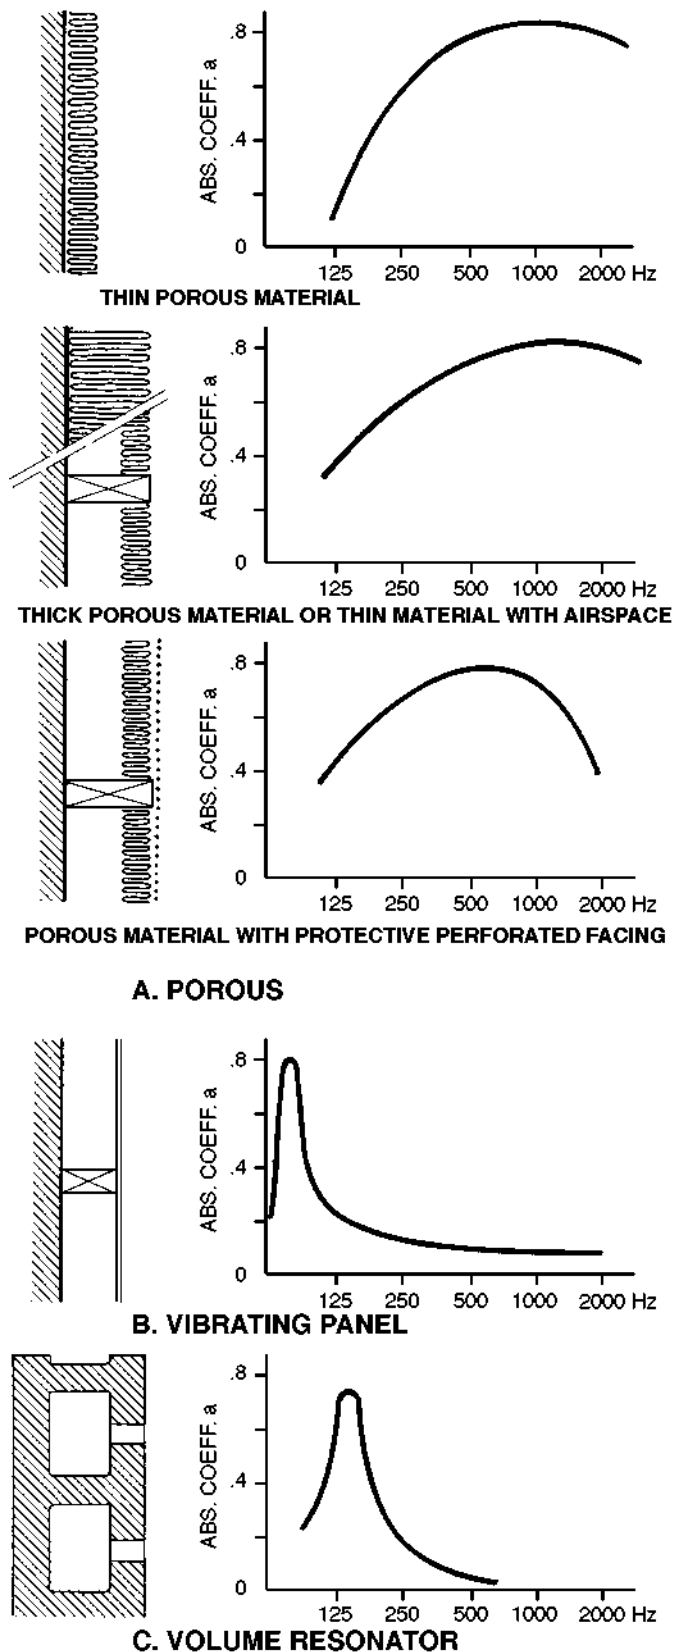 .8
.4
0
ABS. COEFF. a
125 250 500 1000 2000 Hz
THIN POROUS MATERIAL
.8
.4
0
ABS. COEFF. a
125 250 500 1000 2000 Hz
THICK POROUS MATERIAL OR THIN MATERIAL WITH AIRSPACE
.8
.4
0
ABS. COEFF. a
125 250 500 1000 2000 Hz
POROUS MATERIAL WITH PROTECTIVE PERFORATED FACING
A. POROUS
.8
.4
0
ABS. COEFF. a
125 250 500 1000 2000 Hz
B. VIBRATING PANEL
.8
.4
0
ABS. COEFF. a
125 250 500 1000 2000 Hz
C. VOLUME RESONATOR